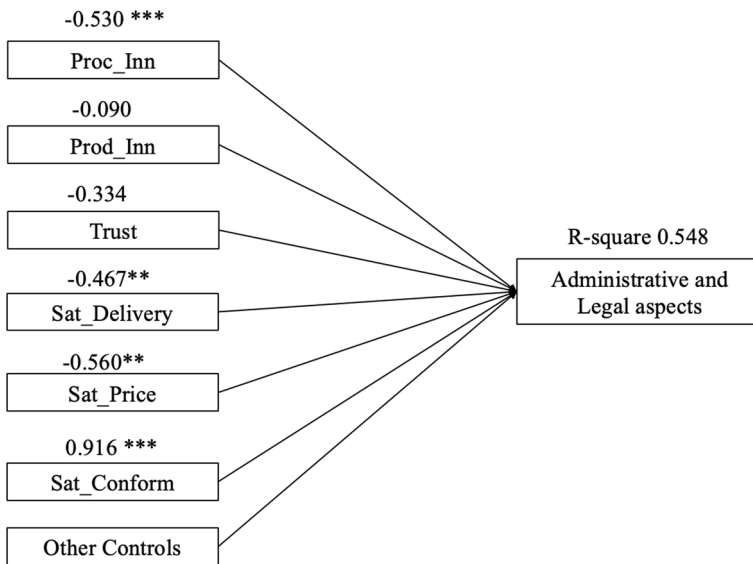 -0.530 ***
Proc_Inn
-0.090
Prod_Inn
-0.334
Trust
-0.467**
Sat_Delivery
-0.560**
Sat_Price
0.916 ***
Sat_Conform
Other Controls
R-square 0.548
Administrative and
Legal aspects